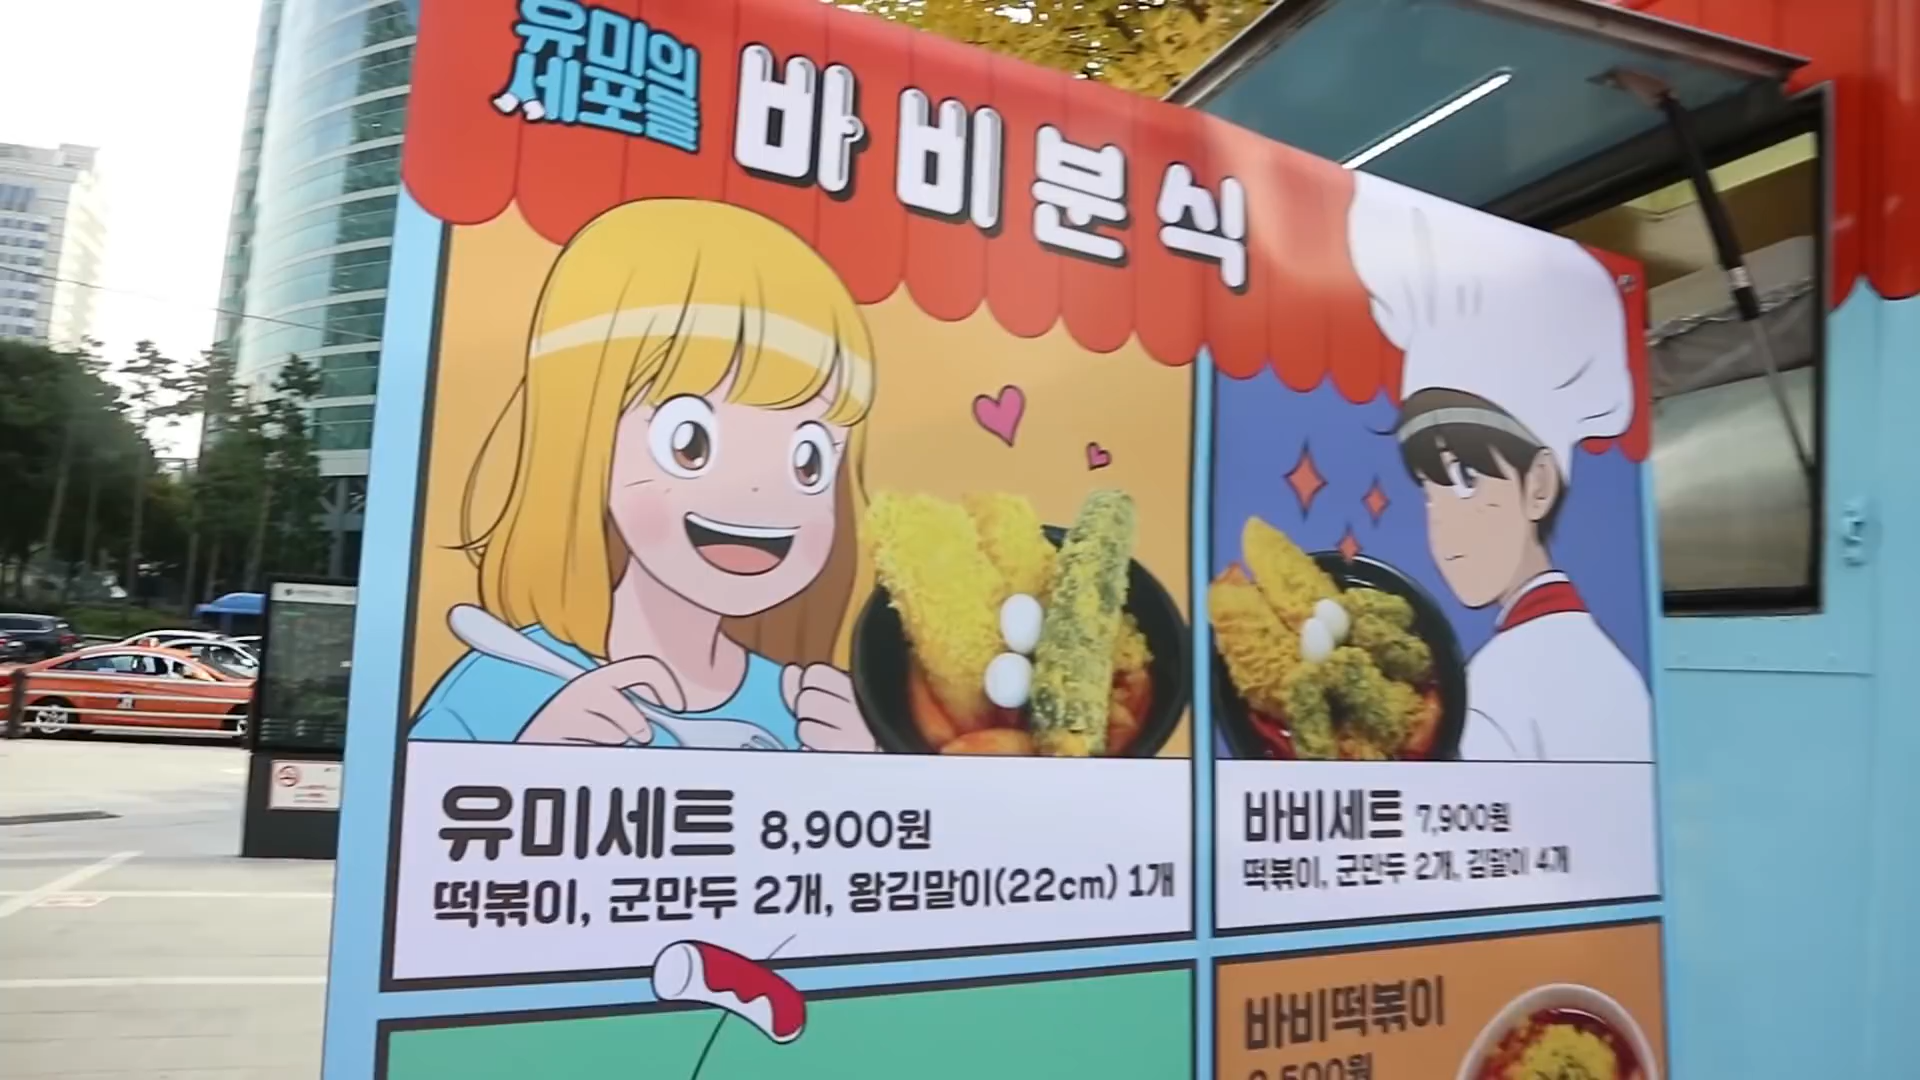 유미의
세포들
바비분식
유미세트 8,900원
떡볶이, 군만두 2개, 왕김말이(22cm) 1개
바비세트 7,900원
떡볶이, 군만두 2개, 김말이 4개
바비떡볶이